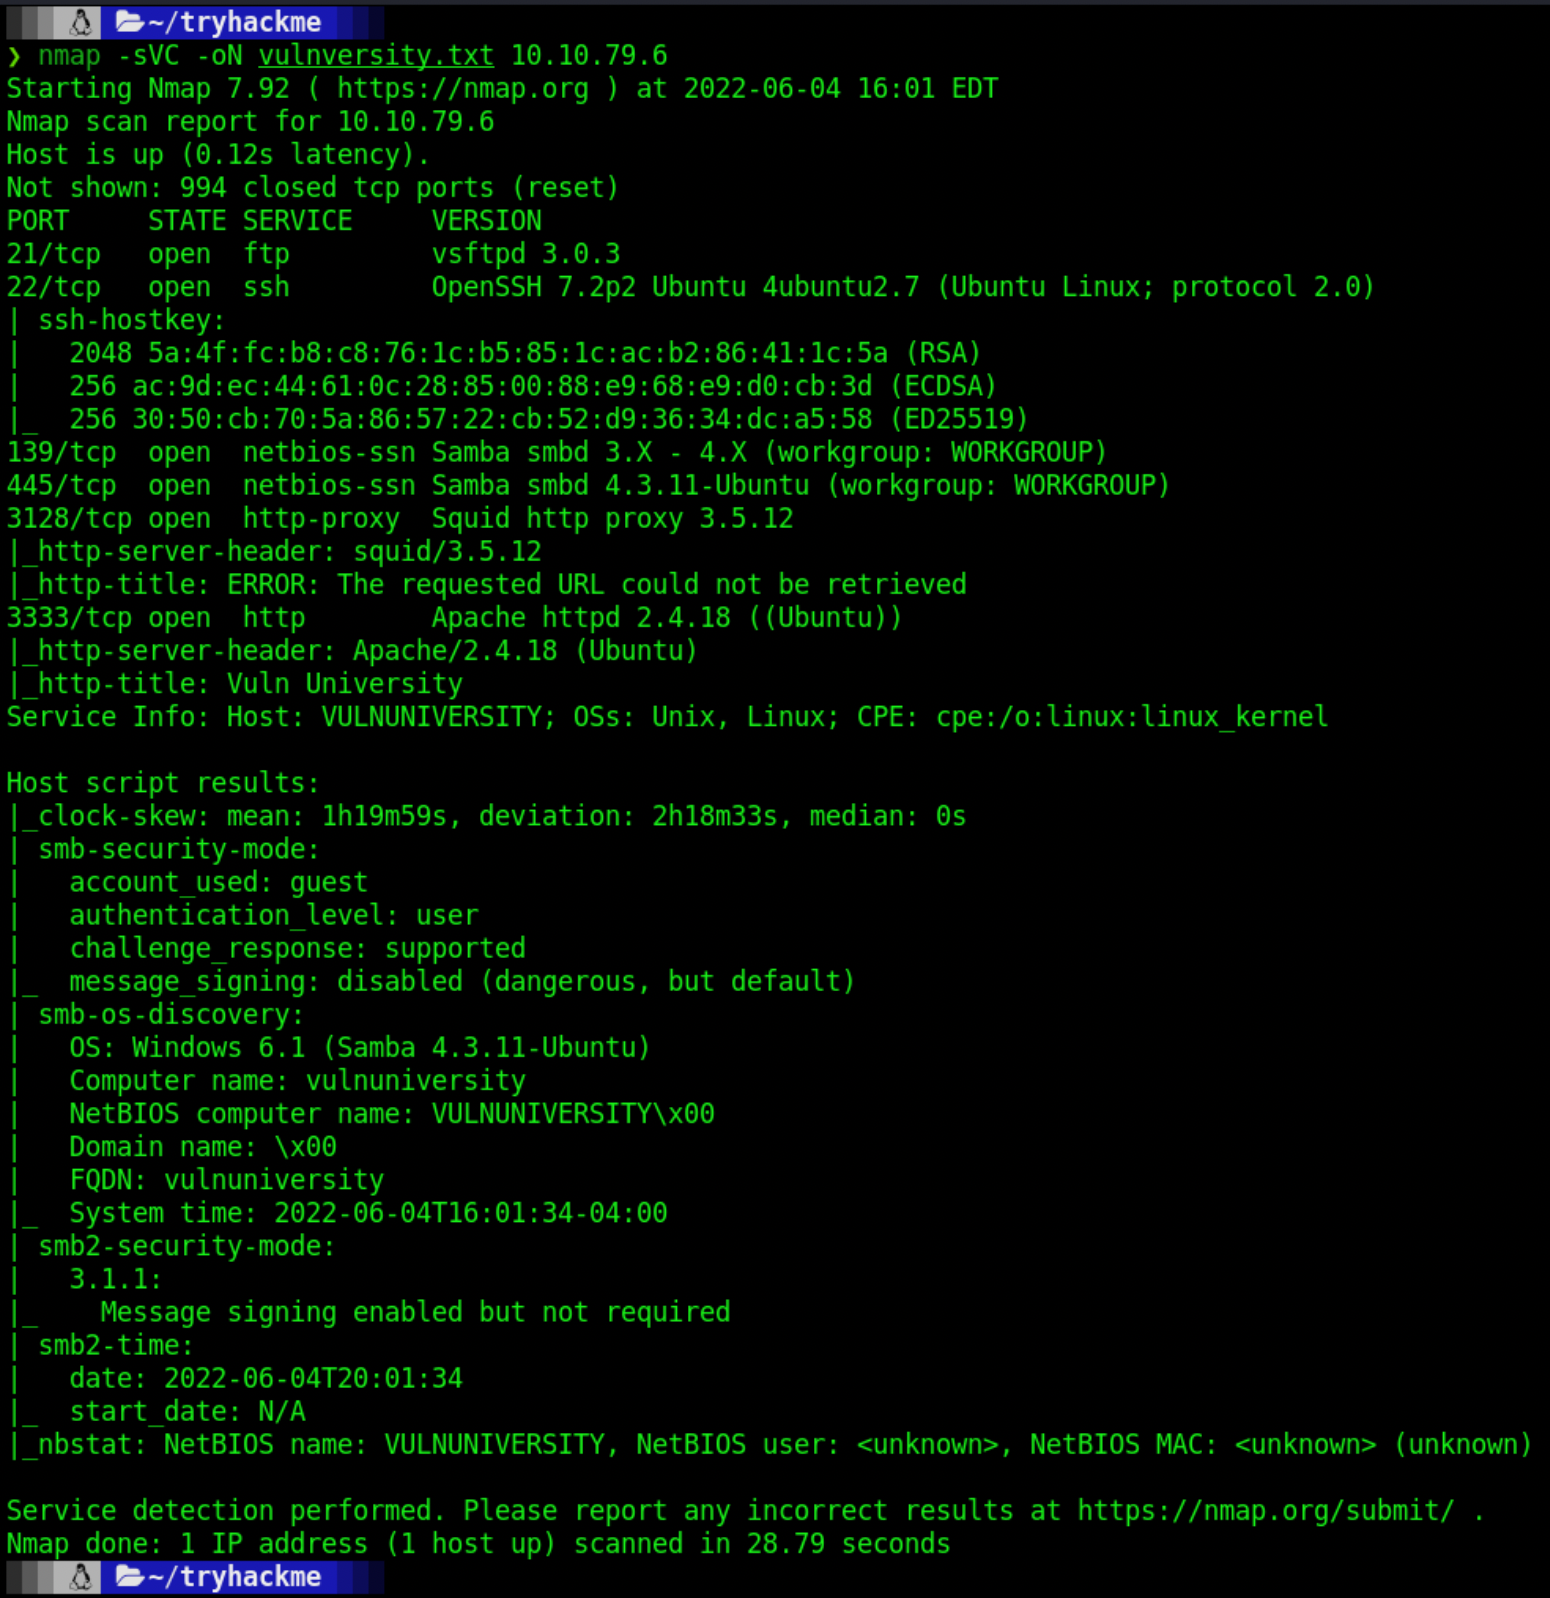 ~/tryhackme
❯ nmap -sVC -oN vulnversity.txt 10.10.79.6
Starting Nmap 7.92 ( https://nmap.org ) at 2022-06-04 16:01 EDT
Nmap scan report for 10.10.79.6
Host is up (0.12s latency).
Not shown: 994 closed tcp ports (reset)
PORT     STATE SERVICE     VERSION
21/tcp   open  ftp         vsftpd 3.0.3
22/tcp   open  ssh         OpenSSH 7.2p2 Ubuntu 4ubuntu2.7 (Ubuntu Linux; protocol 2.0)
| ssh-hostkey:
|   2048 5a:4f:fc:b8:c8:76:1c:b5:85:1c:ac:b2:86:41:1c:5a (RSA)
|   256 ac:9d:ec:44:61:0c:28:85:00:88:e9:68:e9:d0:cb:3d (ECDSA)
|_  256 30:50:cb:70:5a:86:57:22:cb:52:d9:36:34:dc:a5:58 (ED25519)
139/tcp  open  netbios-ssn Samba smbd 3.X - 4.X (workgroup: WORKGROUP)
445/tcp  open  netbios-ssn Samba smbd 4.3.11-Ubuntu (workgroup: WORKGROUP)
3128/tcp open  http-proxy  Squid http proxy 3.5.12
|_http-server-header: squid/3.5.12
|_http-title: ERROR: The requested URL could not be retrieved
3333/tcp open  http        Apache httpd 2.4.18 ((Ubuntu))
|_http-server-header: Apache/2.4.18 (Ubuntu)
|_http-title: Vuln University
Service Info: Host: VULNUNIVERSITY; OSs: Unix, Linux; CPE: cpe:/o:linux:linux_kernel

Host script results:
|_clock-skew: mean: 1h19m59s, deviation: 2h18m33s, median: 0s
| smb-security-mode:
|   account_used: guest
|   authentication_level: user
|   challenge_response: supported
|_  message_signing: disabled (dangerous, but default)
| smb-os-discovery:
|   OS: Windows 6.1 (Samba 4.3.11-Ubuntu)
|   Computer name: vulnuniversity
|   NetBIOS computer name: VULNUNIVERSITY\x00
|   Domain name: \x00
|   FQDN: vulnuniversity
|_  System time: 2022-06-04T16:01:34-04:00
| smb2-security-mode:
|   3.1.1:
|_    Message signing enabled but not required
| smb2-time:
|   date: 2022-06-04T20:01:34
|_  start_date: N/A
|_nbstat: NetBIOS name: VULNUNIVERSITY, NetBIOS user: <unknown>, NetBIOS MAC: <unknown> (unknown)

Service detection performed. Please report any incorrect results at https://nmap.org/submit/ .
Nmap done: 1 IP address (1 host up) scanned in 28.79 seconds
~/tryhackme